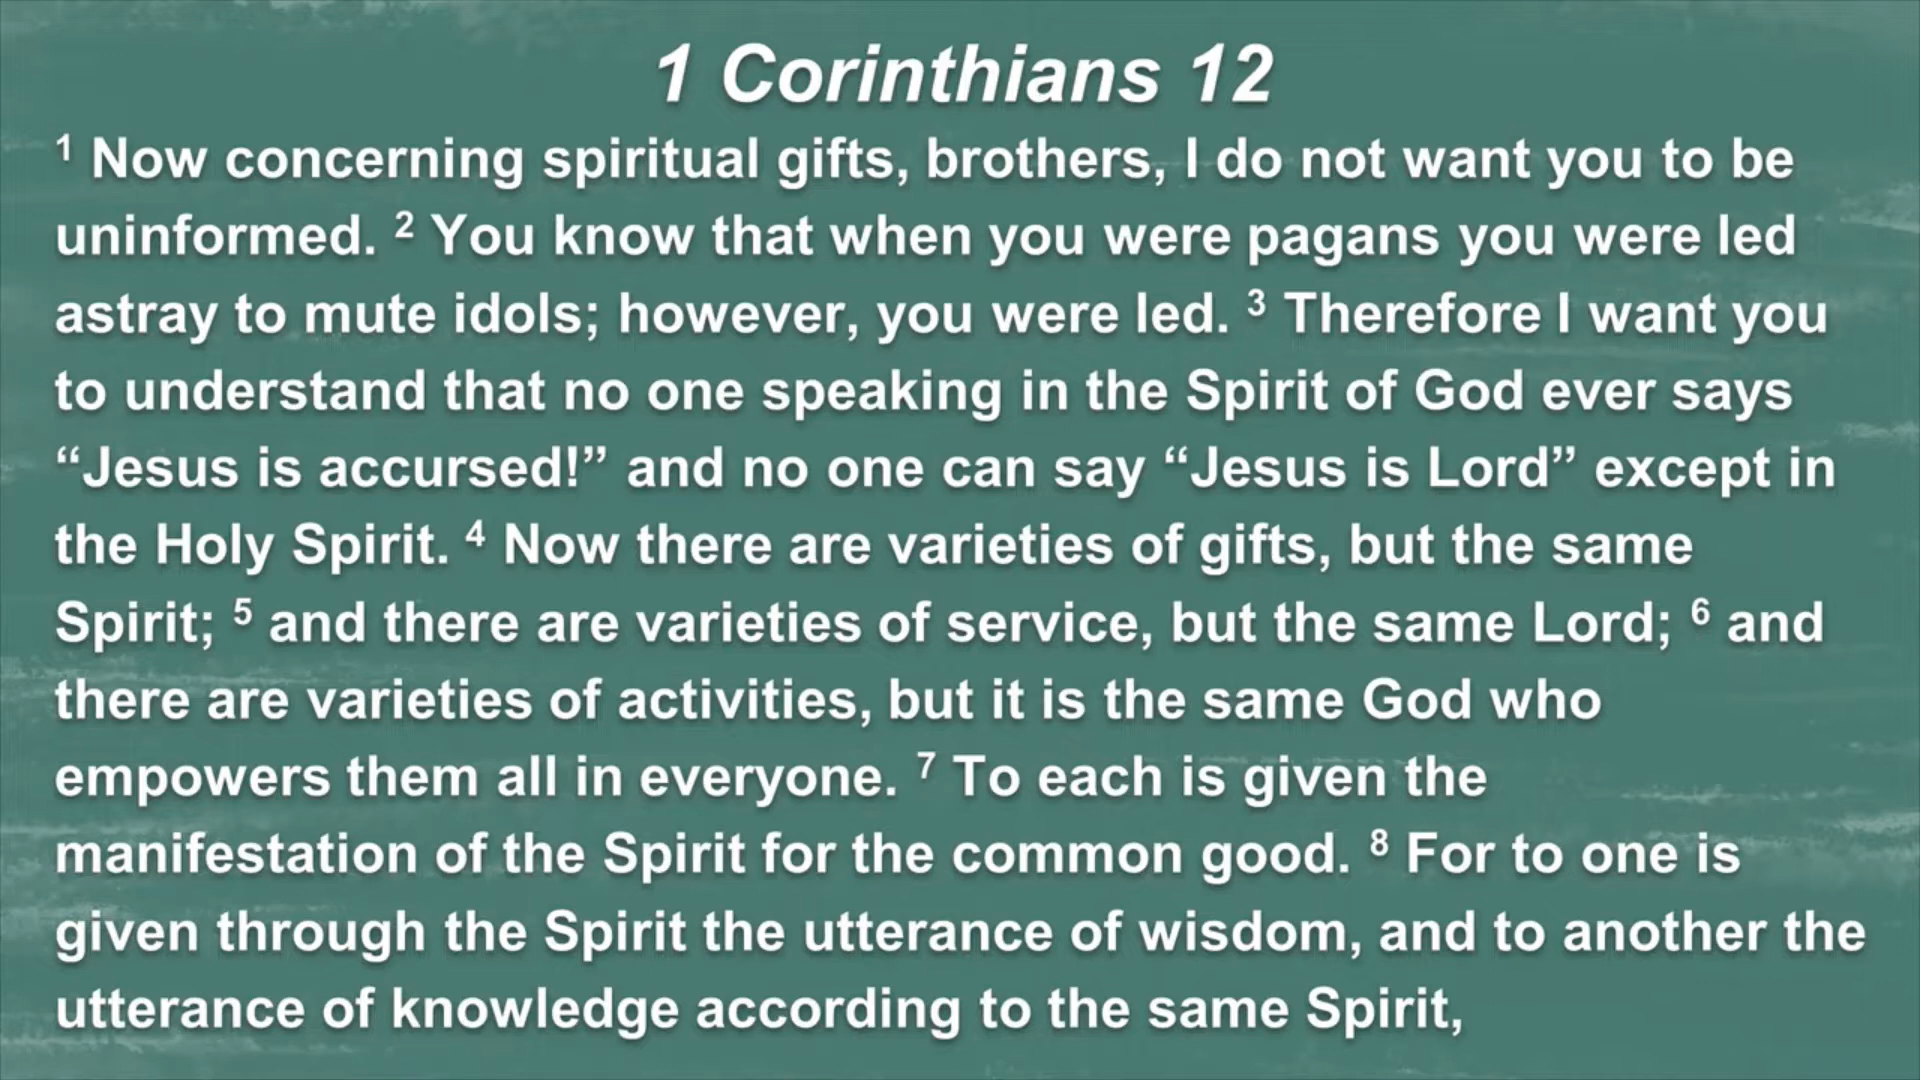 1 Corinthians 12
1 Now concerning spiritual gifts, brothers, I do not want you to be
uninformed. 2 You know that when you were pagans you were led
astray to mute idols; however, you were led. 3 Therefore I want you
to understand that no one speaking in the Spirit of God ever says
“Jesus is accursed!” and no one can say “Jesus is Lord” except in
the Holy Spirit. 4 Now there are varieties of gifts, but the same
Spirit; 5 and there are varieties of service, but the same Lord; 6 and
there are varieties of activities, but it is the same God who
empowers them all in everyone. 7 To each is given the
manifestation of the Spirit for the common good. 8 For to one is
given through the Spirit the utterance of wisdom, and to another the
utterance of knowledge according to the same Spirit,